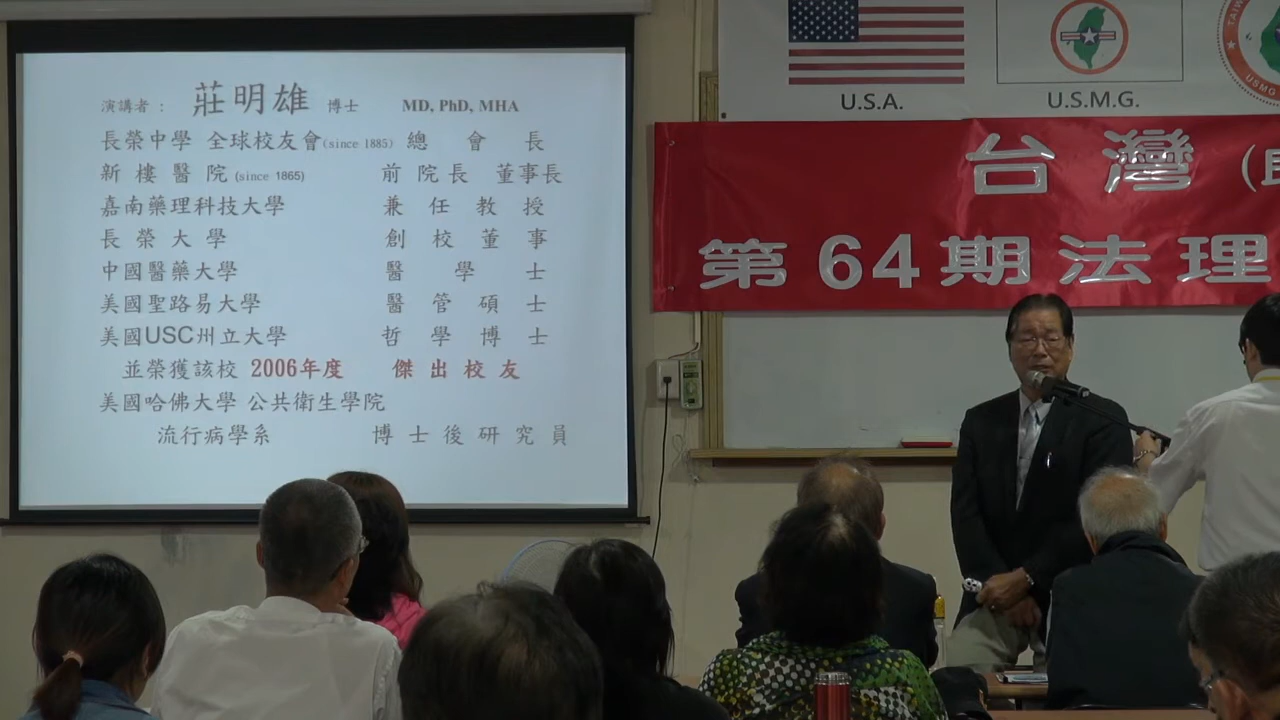 演講者： 莊明雄 博士 MD, PhD, MHA
長榮中學 全球校友會(since 1885) 總會長
新樓醫院 (since 1865) 前院長 董事長
嘉南藥理科技大學 兼任教授
長榮大學 創校董事
中國醫藥大學 醫學士
美國聖路易大學 醫管碩士
美國USC州立大學 哲學博士
並榮獲該校 2006年度 傑出校友
美國哈佛大學 公共衛生學院
流行病學系 博士後研究員
U.S.A.
U.S.M.G.
台灣
第64期法理